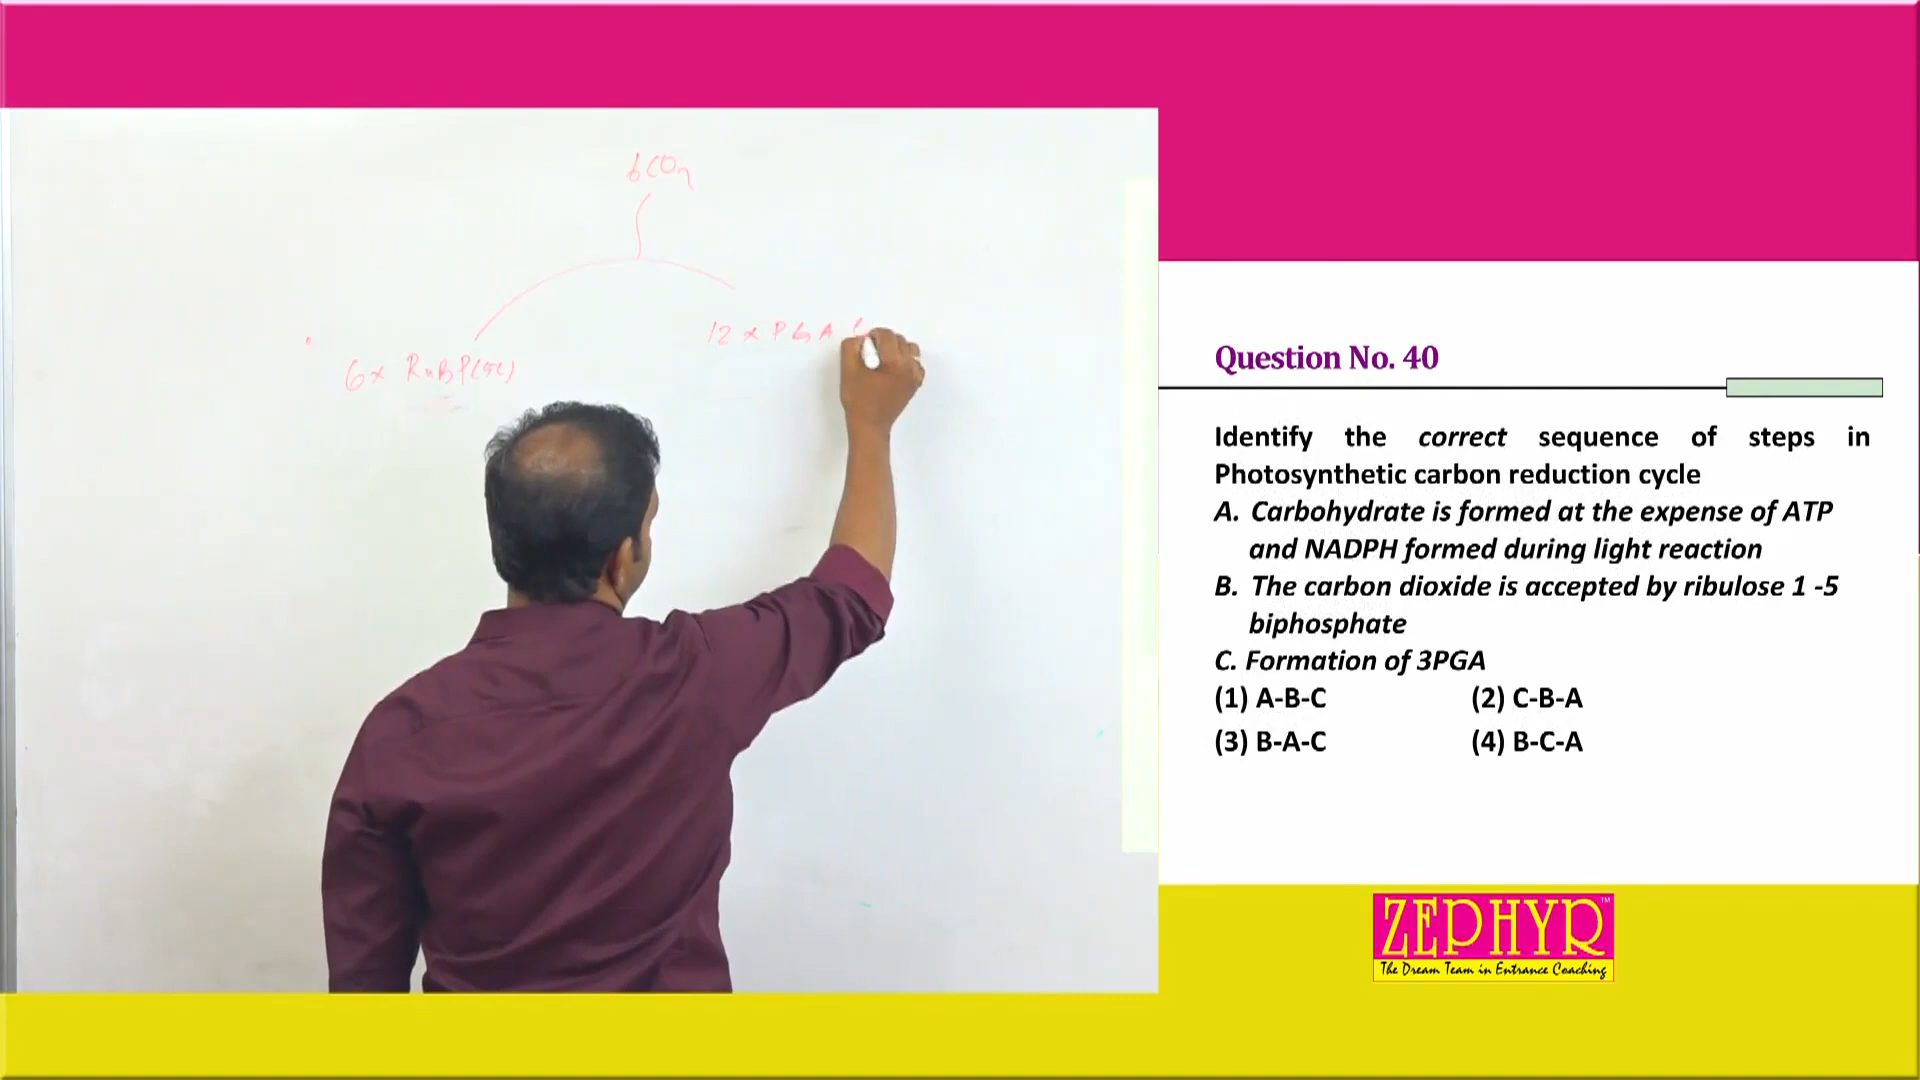 6CO2
6x RuBP(5C)
12 x PGA (
Question No. 40
Identify the correct sequence of steps in
Photosynthetic carbon reduction cycle
A. Carbohydrate is formed at the expense of ATP
and NADPH formed during light reaction
B. The carbon dioxide is accepted by ribulose 1 -5
biphosphate
C. Formation of 3PGA
(1) A-B-C (2) C-B-A
(3) B-A-C (4) B-C-A
ZEPHYR™
The Dream Team in Entrance Coaching